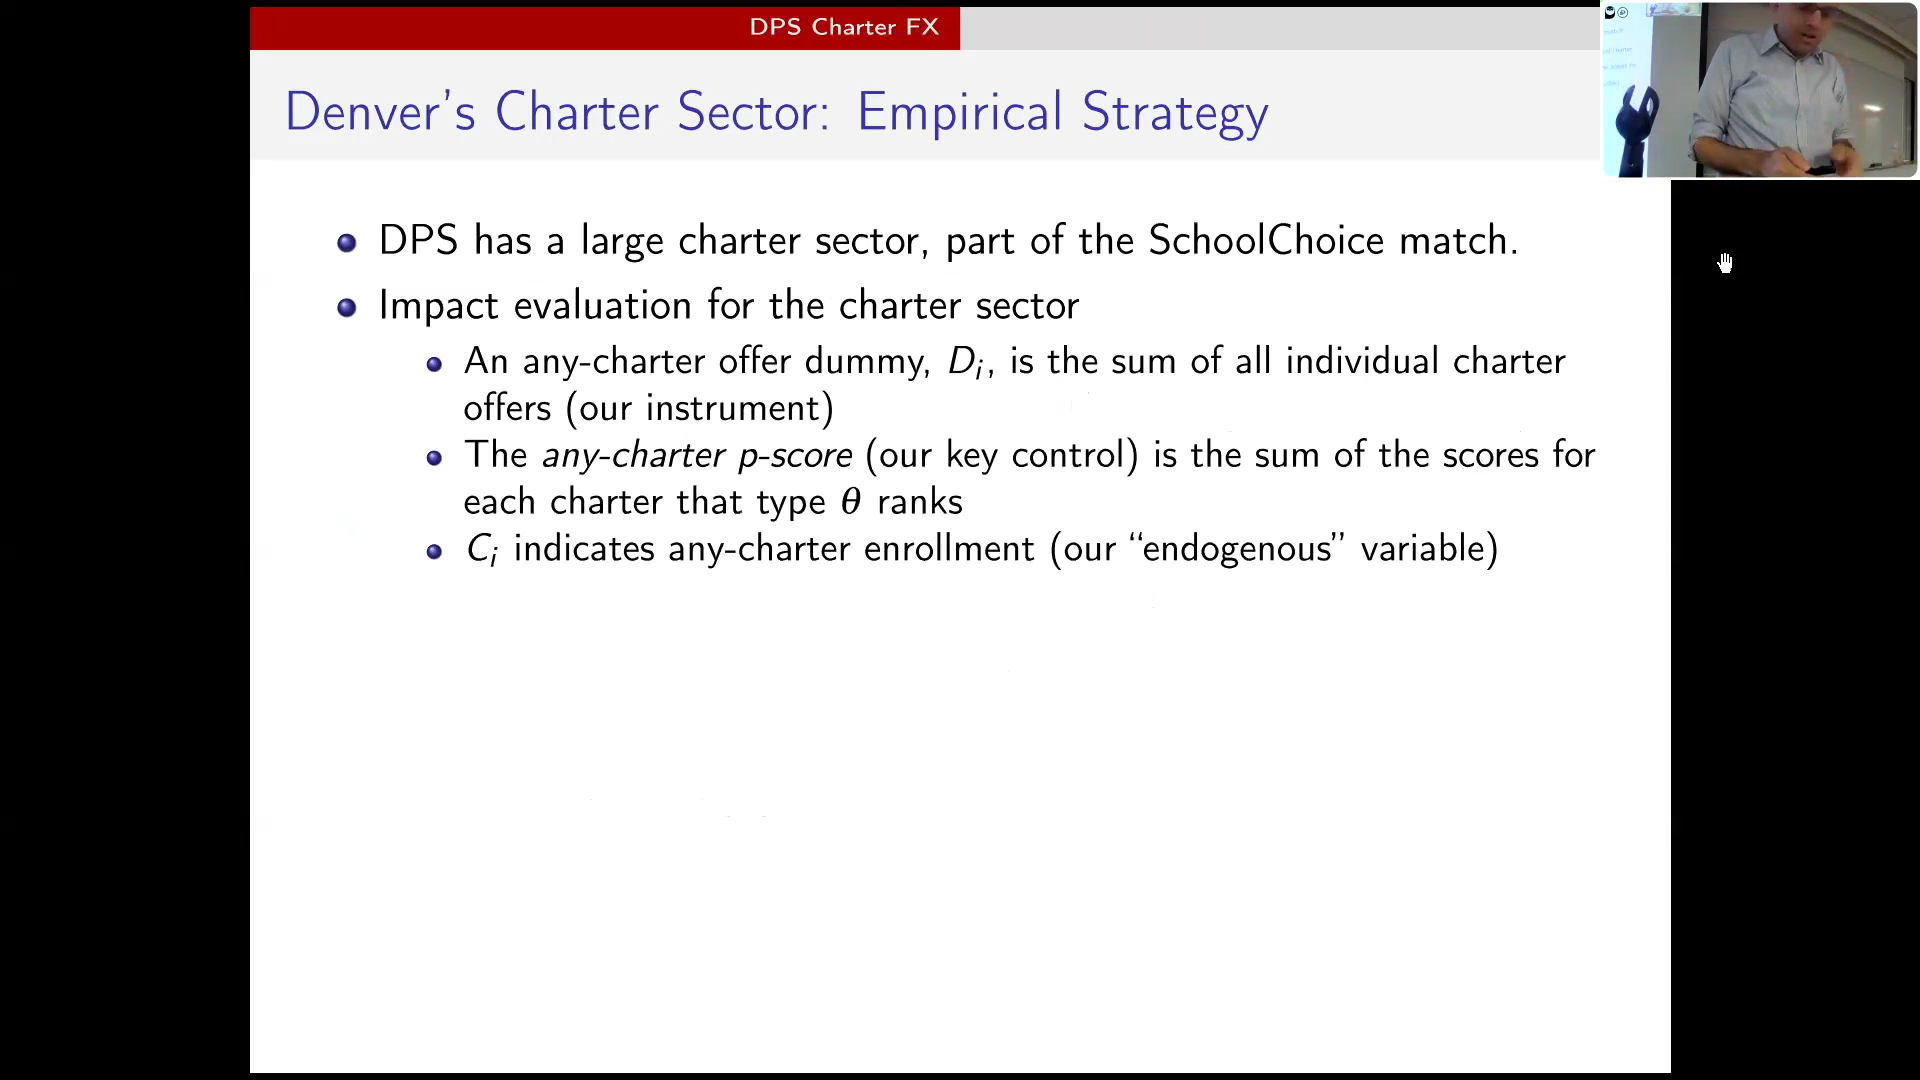 DPS Charter FX
Denver's Charter Sector: Empirical Strategy
DPS has a large charter sector, part of the SchoolChoice match.
Impact evaluation for the charter sector
An any-charter offer dummy, Dᵢ, is the sum of all individual charter
offers (our instrument)
The any-charter p-score (our key control) is the sum of the scores for
each charter that type θ ranks
Cᵢ indicates any-charter enrollment (our “endogenous” variable)